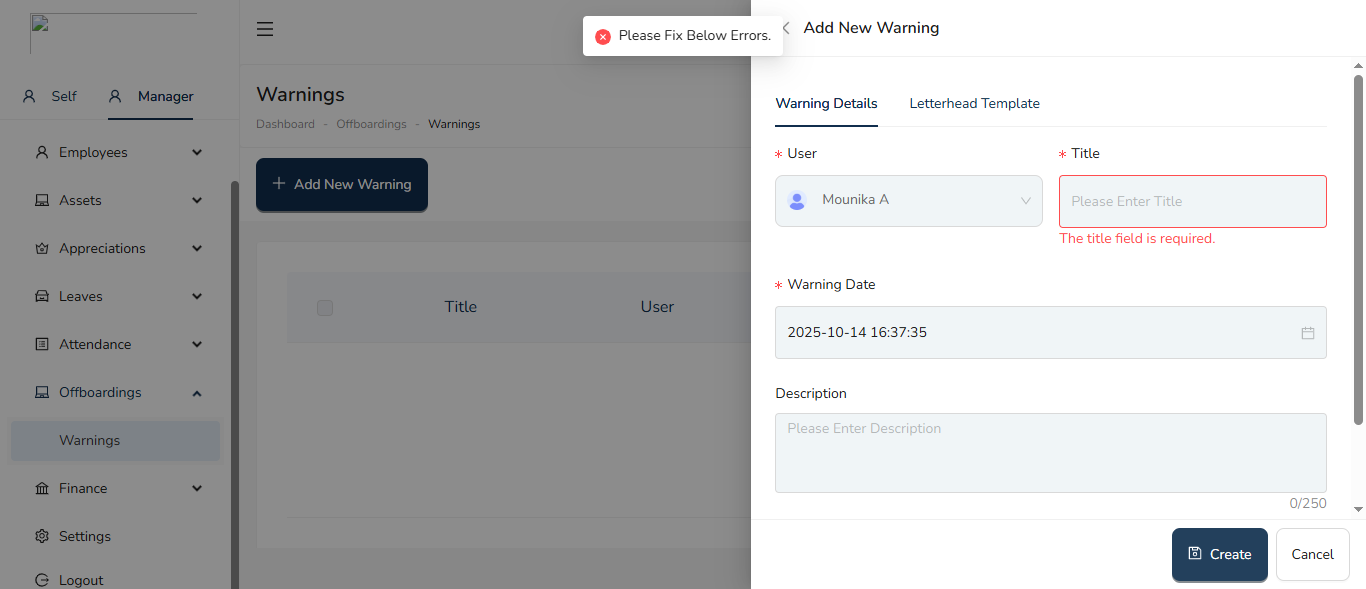 Self
Manager
Employees
Assets
Appreciations
Leaves
Attendance
Offboardings
Warnings
Finance
Settings
Logout
Please Fix Below Errors.
Warnings
Dashboard - Offboardings - Warnings
+ Add New Warning
Title User
Add New Warning
Warning Details Letterhead Template
* User * Title
Mounika A Please Enter Title
The title field is required.
* Warning Date
2025-10-14 16:37:35
Description
Please Enter Description
0/250
Create Cancel